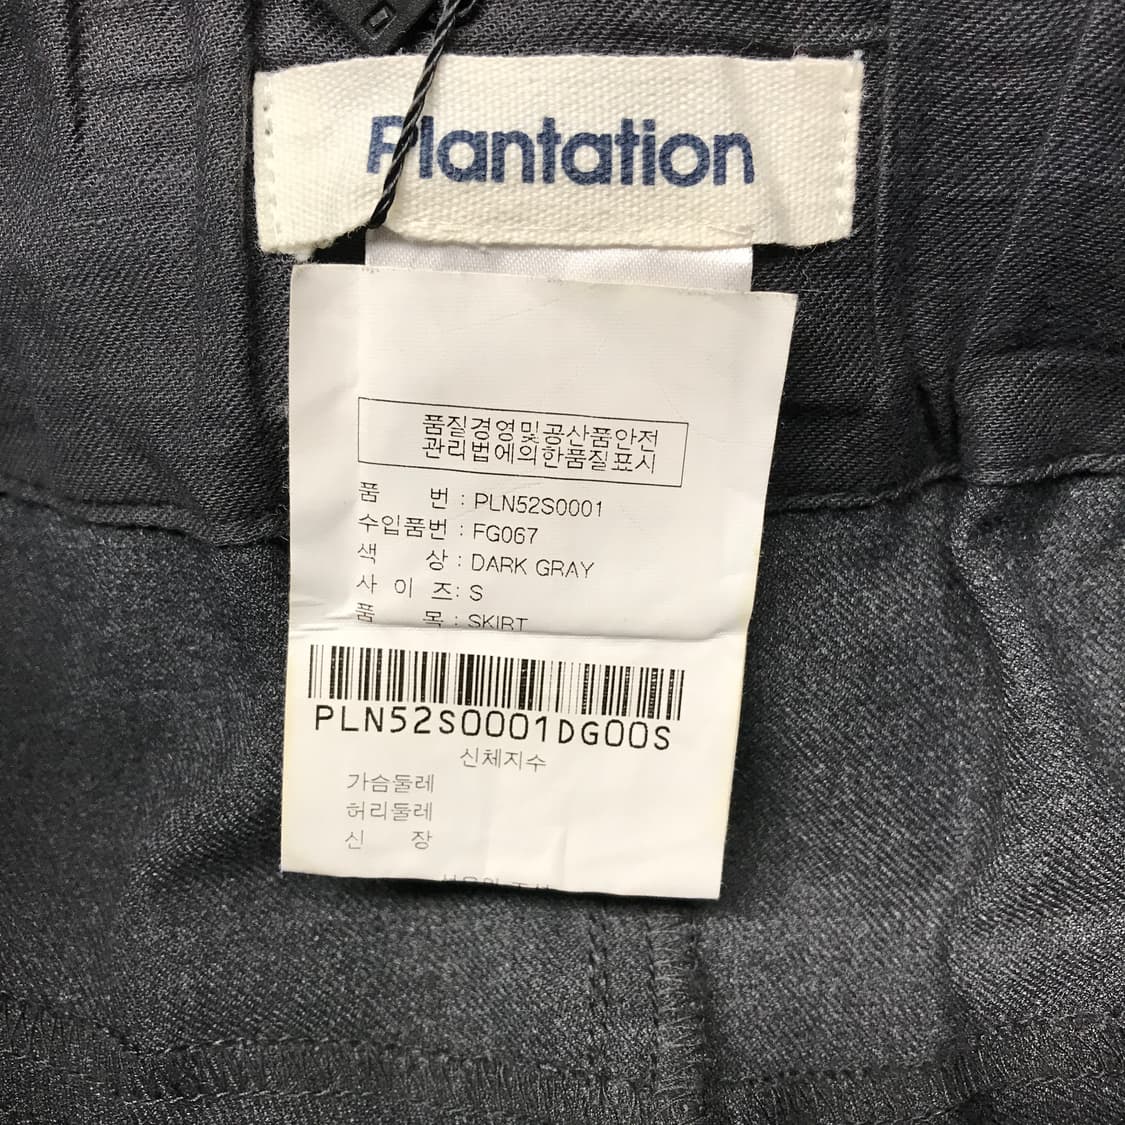 Plantation
품질경영및공산품안전
관리법에의한품질표시
품 번 : PLN52S0001
수입품번 : FG067
색 상 : DARK GRAY
사 이 즈: S
품 목 : SKIRT
PLN52S0001DG00S
신체지수
가슴둘레
허리둘레
신 장